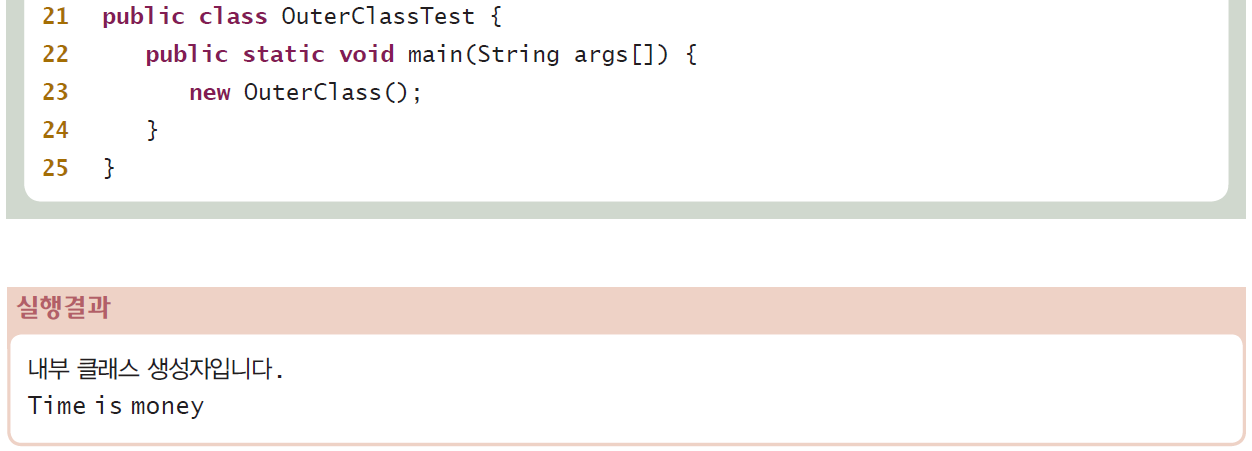 21 public class OuterClassTest {
22 public static void main(String args[]) {
23 new OuterClass();
24 }
25 }
실행결과
내부 클래스 생성자입니다.
Time is money